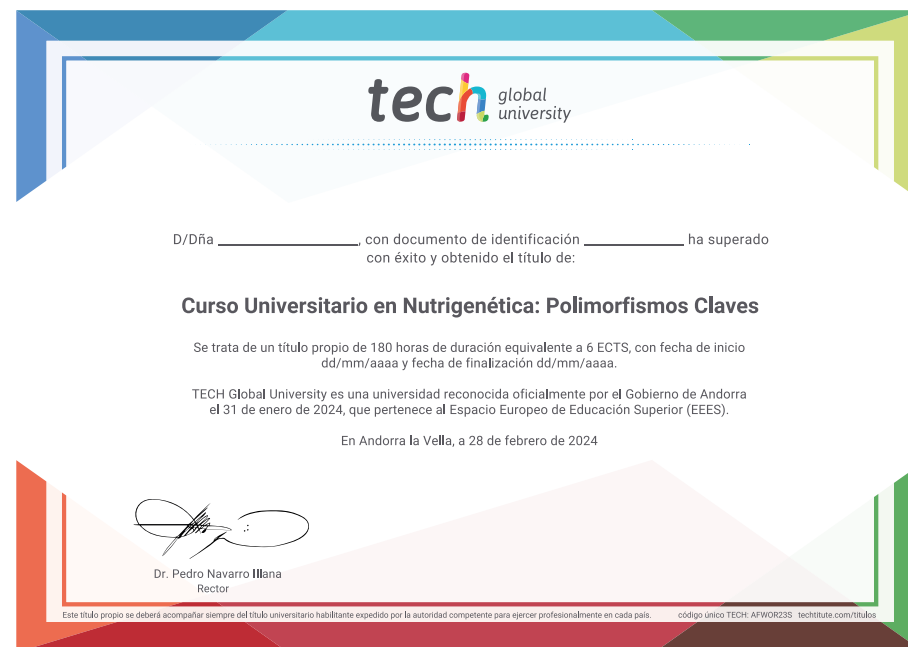 tech global university
D/Dña ____________________, con documento de identificación ______________ ha superado
con éxito y obtenido el título de:
Curso Universitario en Nutrigenética: Polimorfismos Claves
Se trata de un título propio de 180 horas de duración equivalente a 6 ECTS, con fecha de inicio
dd/mm/aaaa y fecha de finalización dd/mm/aaaa.
TECH Global University es una universidad reconocida oficialmente por el Gobierno de Andorra
el 31 de enero de 2024, que pertenece al Espacio Europeo de Educación Superior (EEES).
En Andorra la Vella, a 28 de febrero de 2024
Dr. Pedro Navarro Illana
Rector
Este título propio se deberá acompañar siempre del título universitario habilitante expedido por la autoridad competente para ejercer profesionalmente en cada país. código único TECH: AFWOR23S techtitute.com/titulos